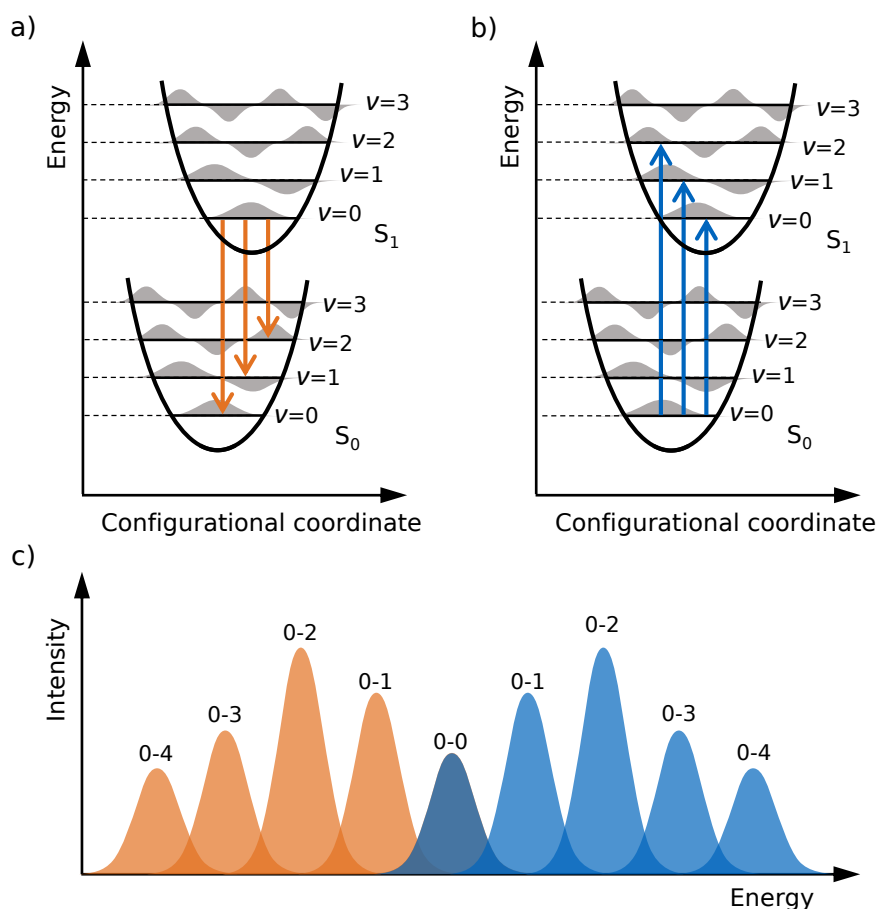 a)
Energy
v=3
v=2
v=1
v=0
S₁
v=3
v=2
v=1
v=0
S₀
Configurational coordinate
b)
v=3
v=2
v=1
v=0
S₁
v=3
v=2
v=1
v=0
S₀
Configurational coordinate
c)
Intensity
0-4
0-3
0-2
0-1
0-0
0-1
0-2
0-3
0-4
Energy